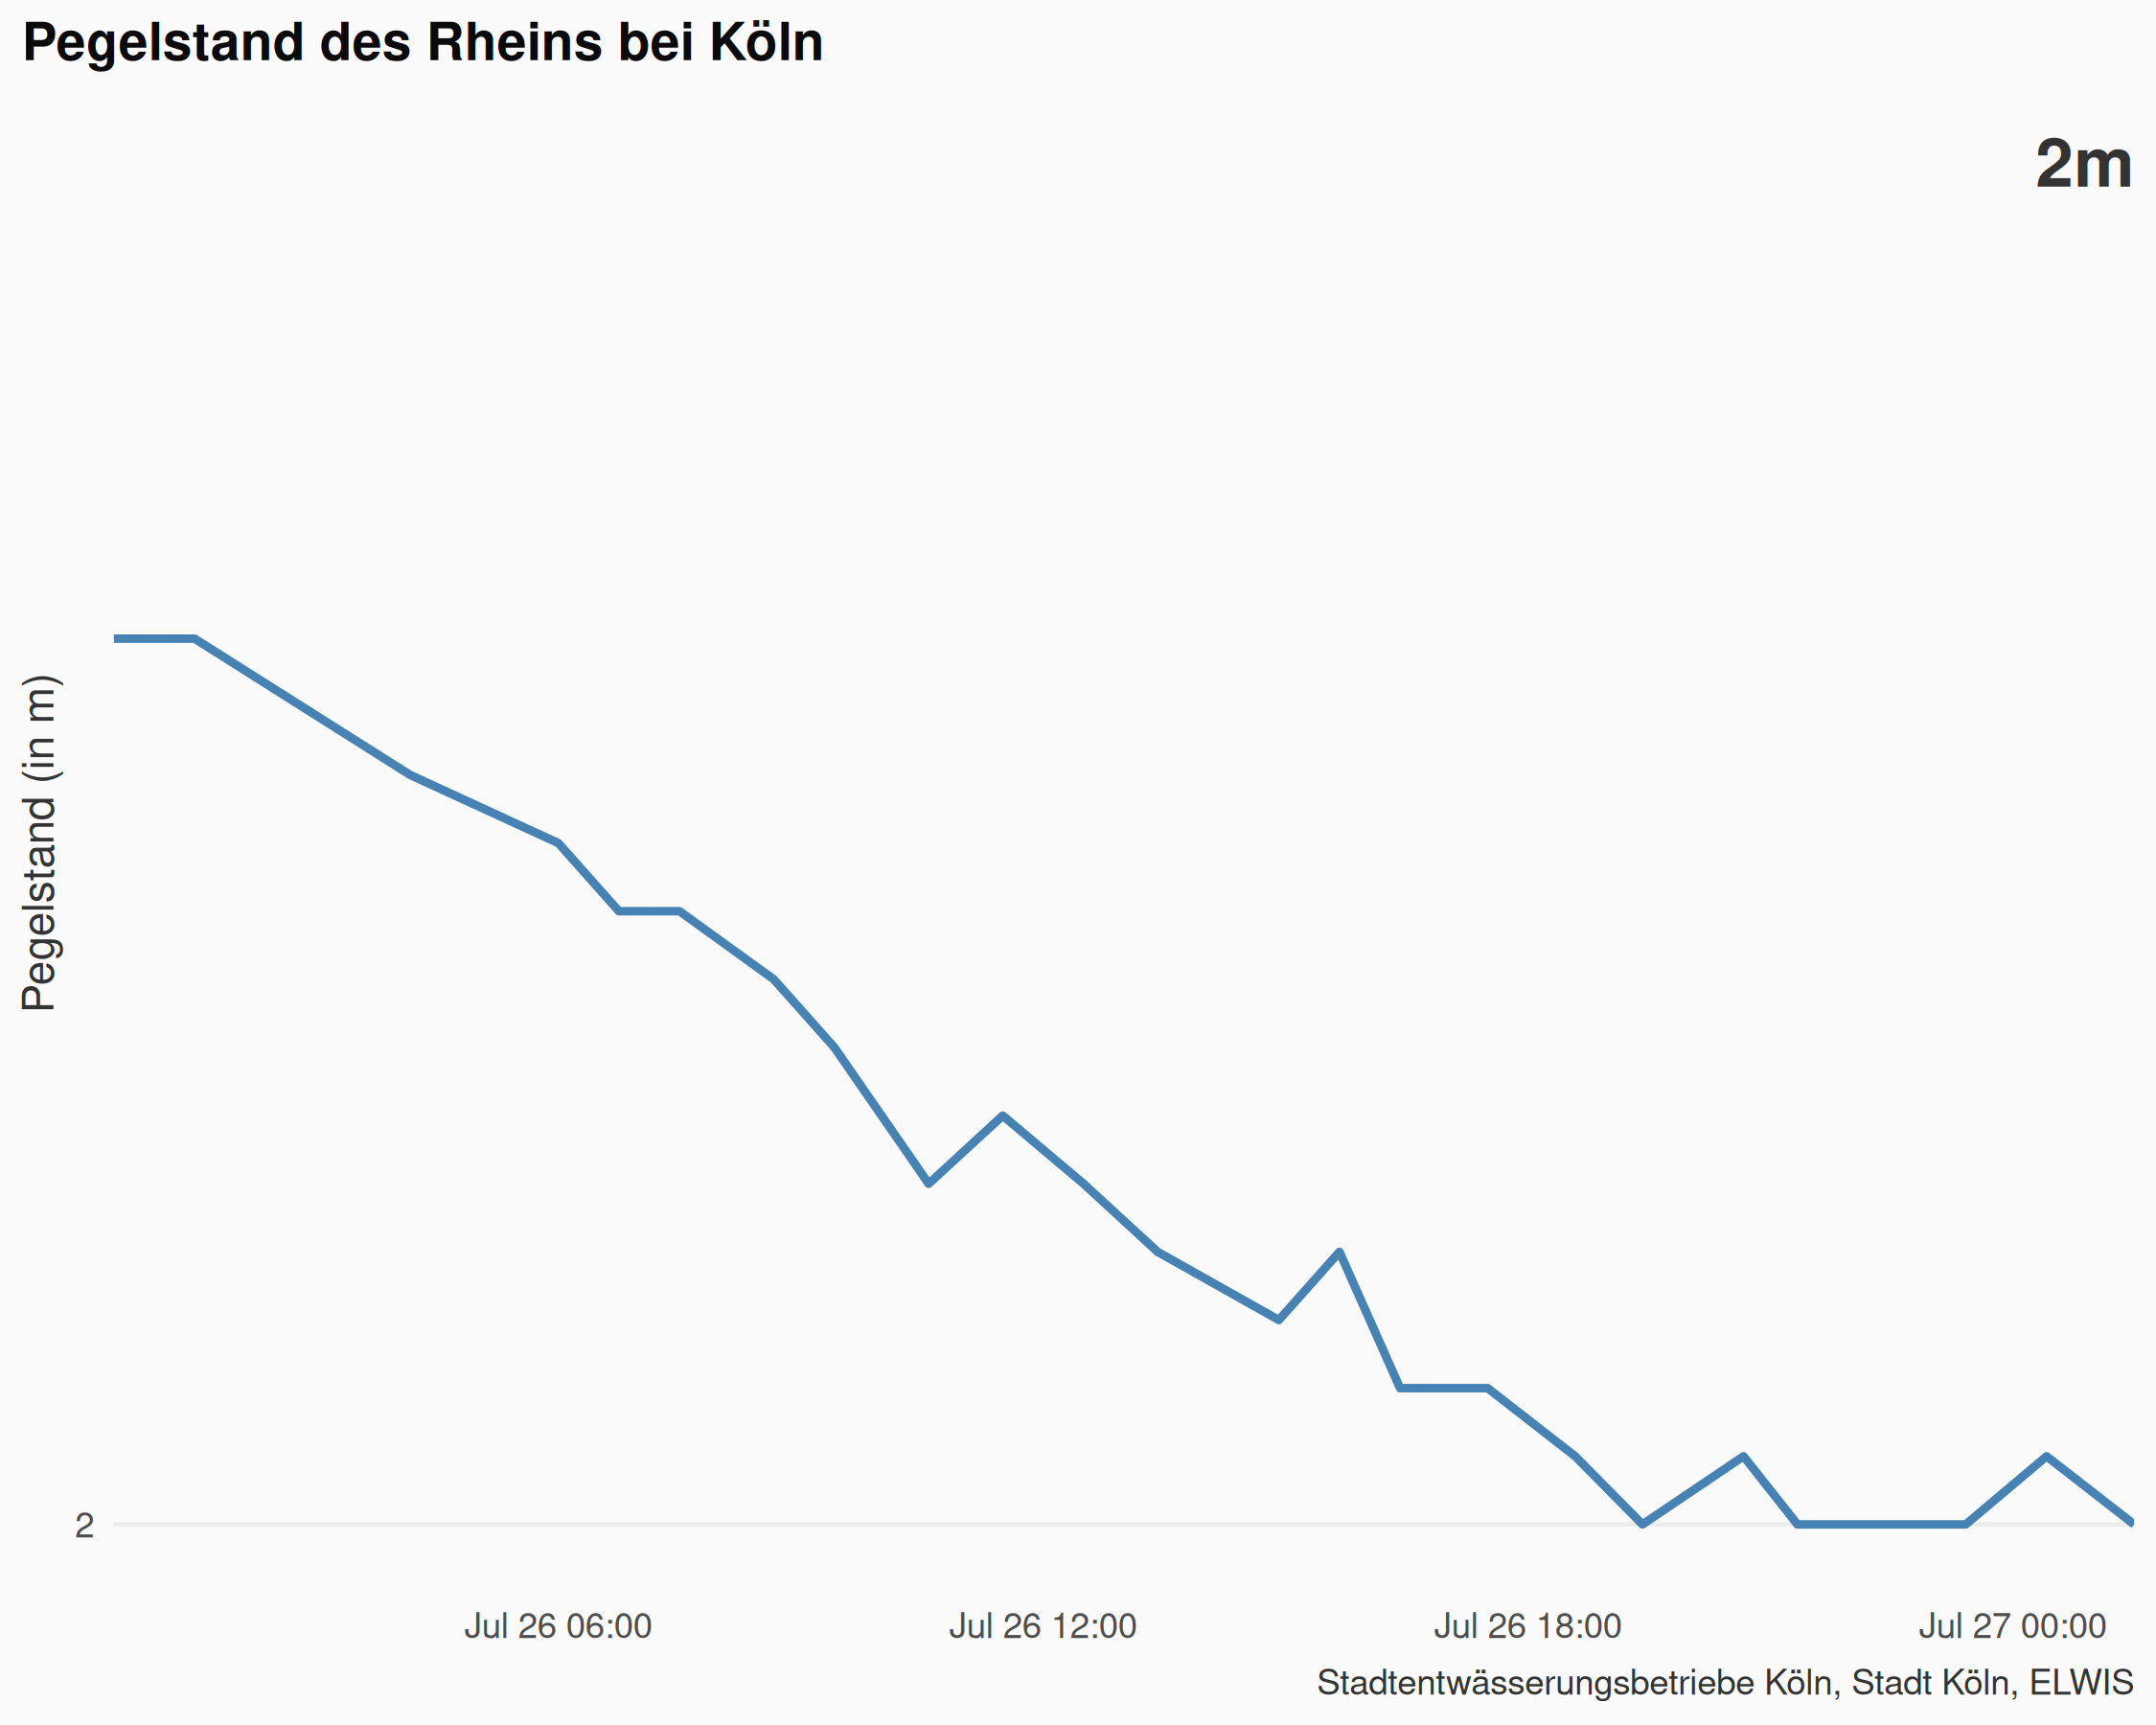 Pegelstand des Rheins bei Köln
2m
Pegelstand (in m)
2
Jul 26 06:00
Jul 26 12:00
Jul 26 18:00
Jul 27 00:00
Stadtentwässerungsbetriebe Köln, Stadt Köln, ELWIS